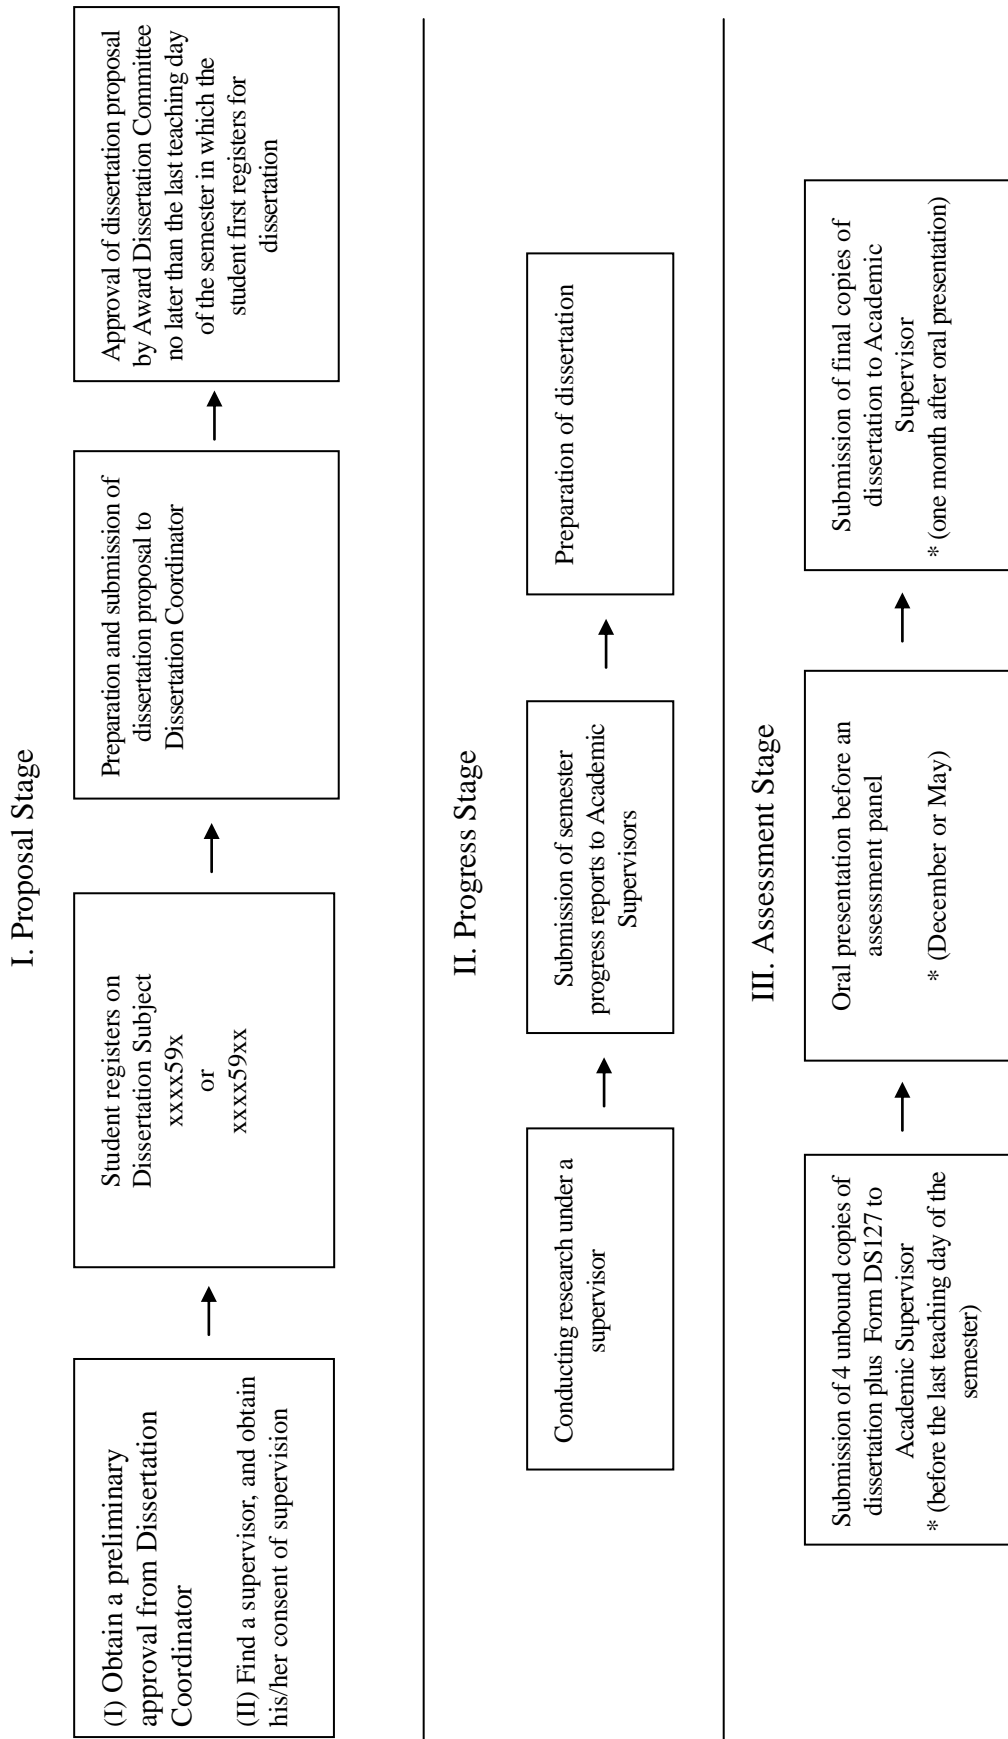 I. Proposal Stage
(I) Obtain a preliminary
approval from Dissertation
Coordinator
(II) Find a supervisor, and obtain
his/her consent of supervision
Student registers on
Dissertation Subject
xxxx59x
or
xxxx59xx
Preparation and submission of
dissertation proposal to
Dissertation Coordinator
Approval of dissertation proposal
by Award Dissertation Committee
no later than the last teaching day
of the semester in which the
student first registers for
dissertation
II. Progress Stage
Conducting research under a
supervisor
Submission of semester
progress reports to Academic
Supervisors
Preparation of dissertation
III. Assessment Stage
Submission of 4 unbound copies of
dissertation plus Form DS127 to
Academic Supervisor
* (before the last teaching day of the
semester)
Oral presentation before an
assessment panel
* (December or May)
Submission of final copies of
dissertation to Academic
Supervisor
* (one month after oral presentation)